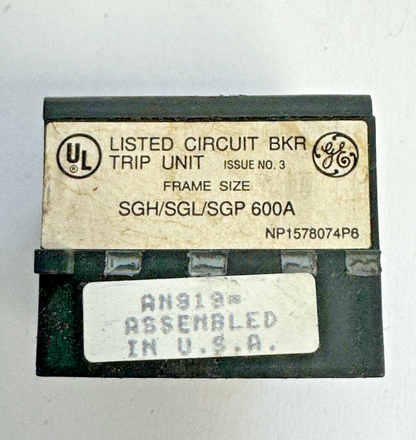 UL
®
LISTED CIRCUIT BKR
TRIP UNIT ISSUE NO. 3
GE
FRAME SIZE
SGH/SGL/SGP 600A
NP1578074P6
AN919*
ASSEMBLED
IN U.S.A.